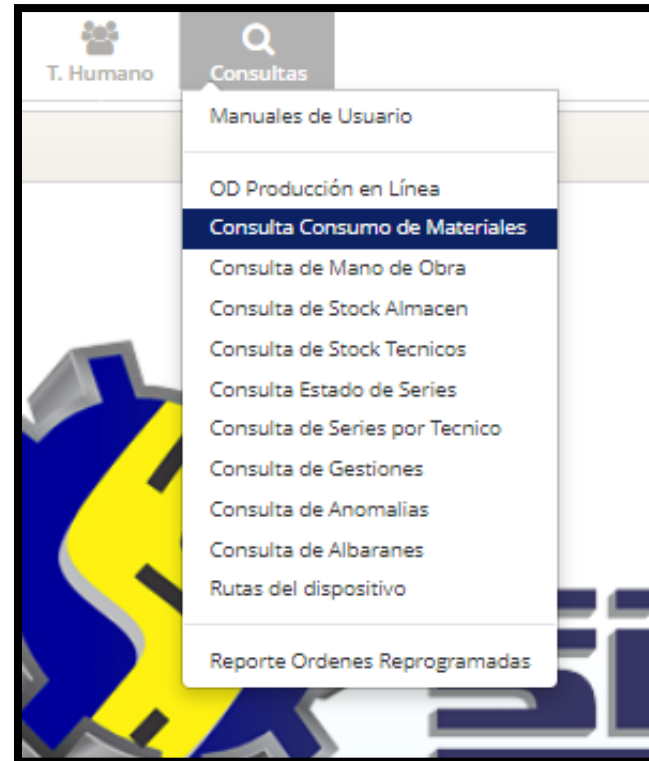 T. Humano
Consultas
Manuales de Usuario
OD Producción en Línea
Consulta Consumo de Materiales
Consulta de Mano de Obra
Consulta de Stock Almacen
Consulta de Stock Tecnicos
Consulta Estado de Series
Consulta de Series por Tecnico
Consulta de Gestiones
Consulta de Anomalias
Consulta de Albaranes
Rutas del dispositivo
Reporte Ordenes Reprogramadas